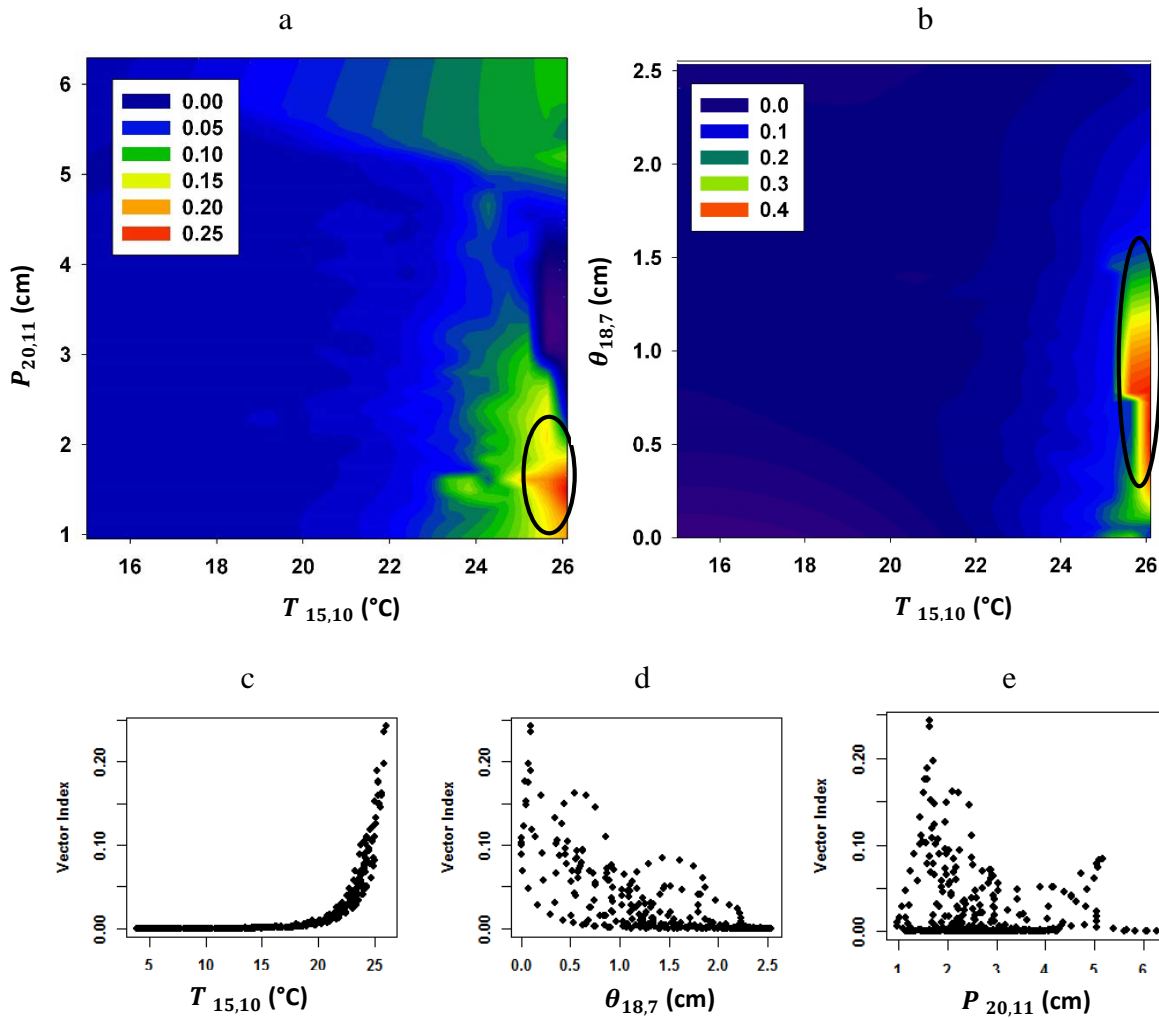 a
b
6
5
4
3
2
1
P 20,11 (cm)
0.00
0.05
0.10
0.15
0.20
0.25
16 18 20 22 24 26
T 15,10 (°C)
2.5
2.0
1.5
1.0
0.5
0.0
θ18,7 (cm)
0.0
0.1
0.2
0.3
0.4
16 18 20 22 24 26
T 15,10 (°C)
c
d
e
Vector Index
0.20
0.10
0.00
5 10 15 20 25
T 15,10 (°C)
Vector Index
0.20
0.10
0.00
0.0 0.5 1.0 1.5 2.0 2.5
θ18,7 (cm)
Vector Index
0.20
0.10
0.00
1 2 3 4 5 6
P 20,11 (cm)